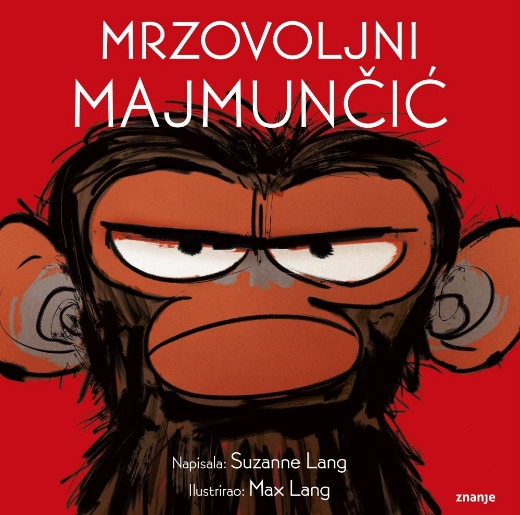 MRZOVOLJNI
MAJMUNČIĆ
Napisala: Suzanne Lang
Ilustrirao: Max Lang
znanje